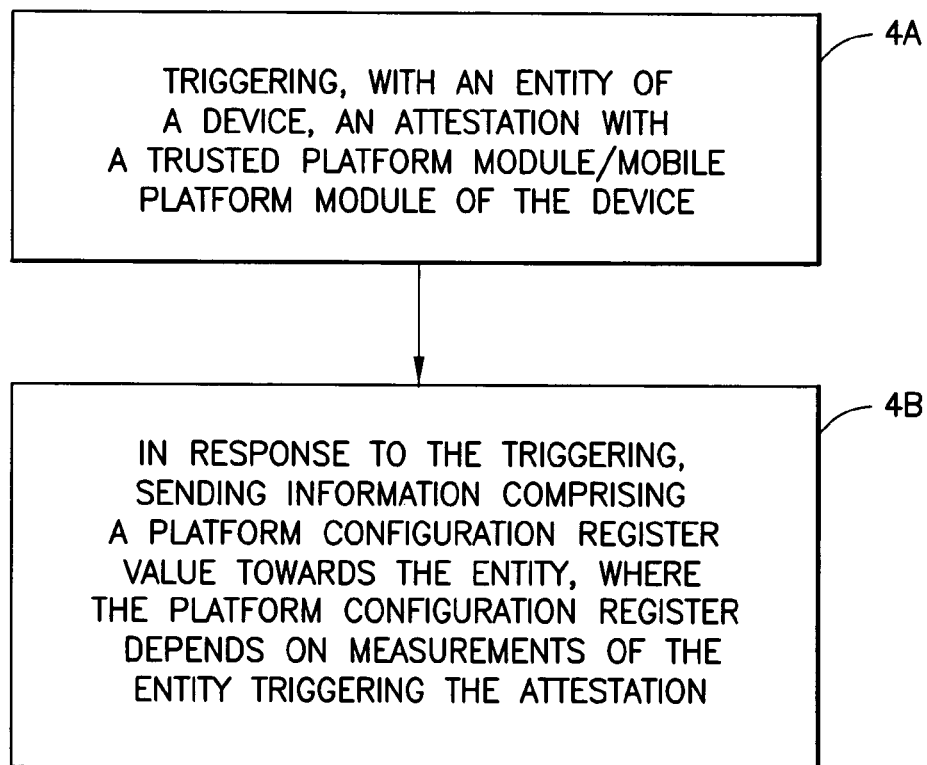 4A
TRIGGERING, WITH AN ENTITY OF
A DEVICE, AN ATTESTATION WITH
A TRUSTED PLATFORM MODULE/MOBILE
PLATFORM MODULE OF THE DEVICE
4B
IN RESPONSE TO THE TRIGGERING,
SENDING INFORMATION COMPRISING
A PLATFORM CONFIGURATION REGISTER
VALUE TOWARDS THE ENTITY, WHERE
THE PLATFORM CONFIGURATION REGISTER
DEPENDS ON MEASUREMENTS OF THE
ENTITY TRIGGERING THE ATTESTATION